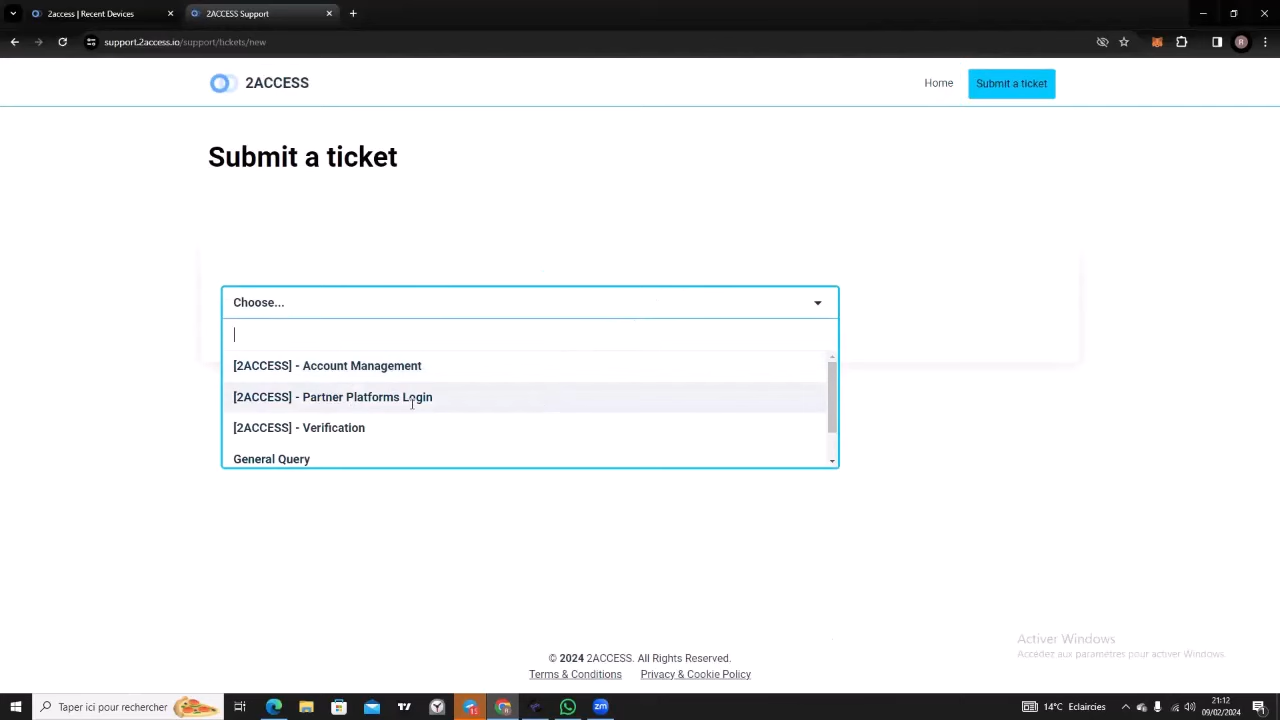 2access | Recent Devices
2ACCESS Support
support.2access.io/support/tickets/new
R
2ACCESS
Home
Submit a ticket
Submit a ticket
Choose...
[2ACCESS] - Account Management
[2ACCESS] - Partner Platforms Login
[2ACCESS] - Verification
General Query
Activer Windows
Accédez aux paramètres pour activer Windows.
© 2024 2ACCESS. All Rights Reserved.
Terms & Conditions
Privacy & Cookie Policy
Taper ici pour rechercher
14°C Eclaircies
21:12
09/02/2024